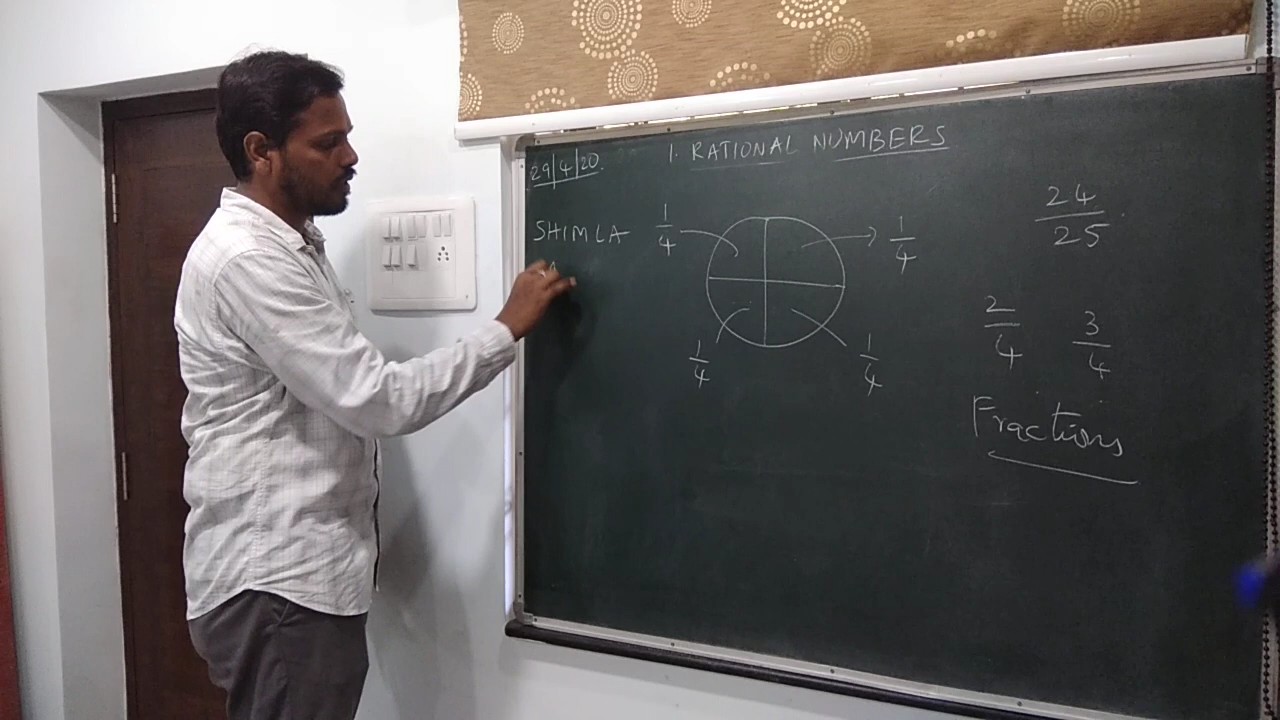 29/4/20.
1. RATIONAL NUMBERS
SHIMLA
1/4
1/4
1/4
1/4
24/25
2/4
3/4
Fractions